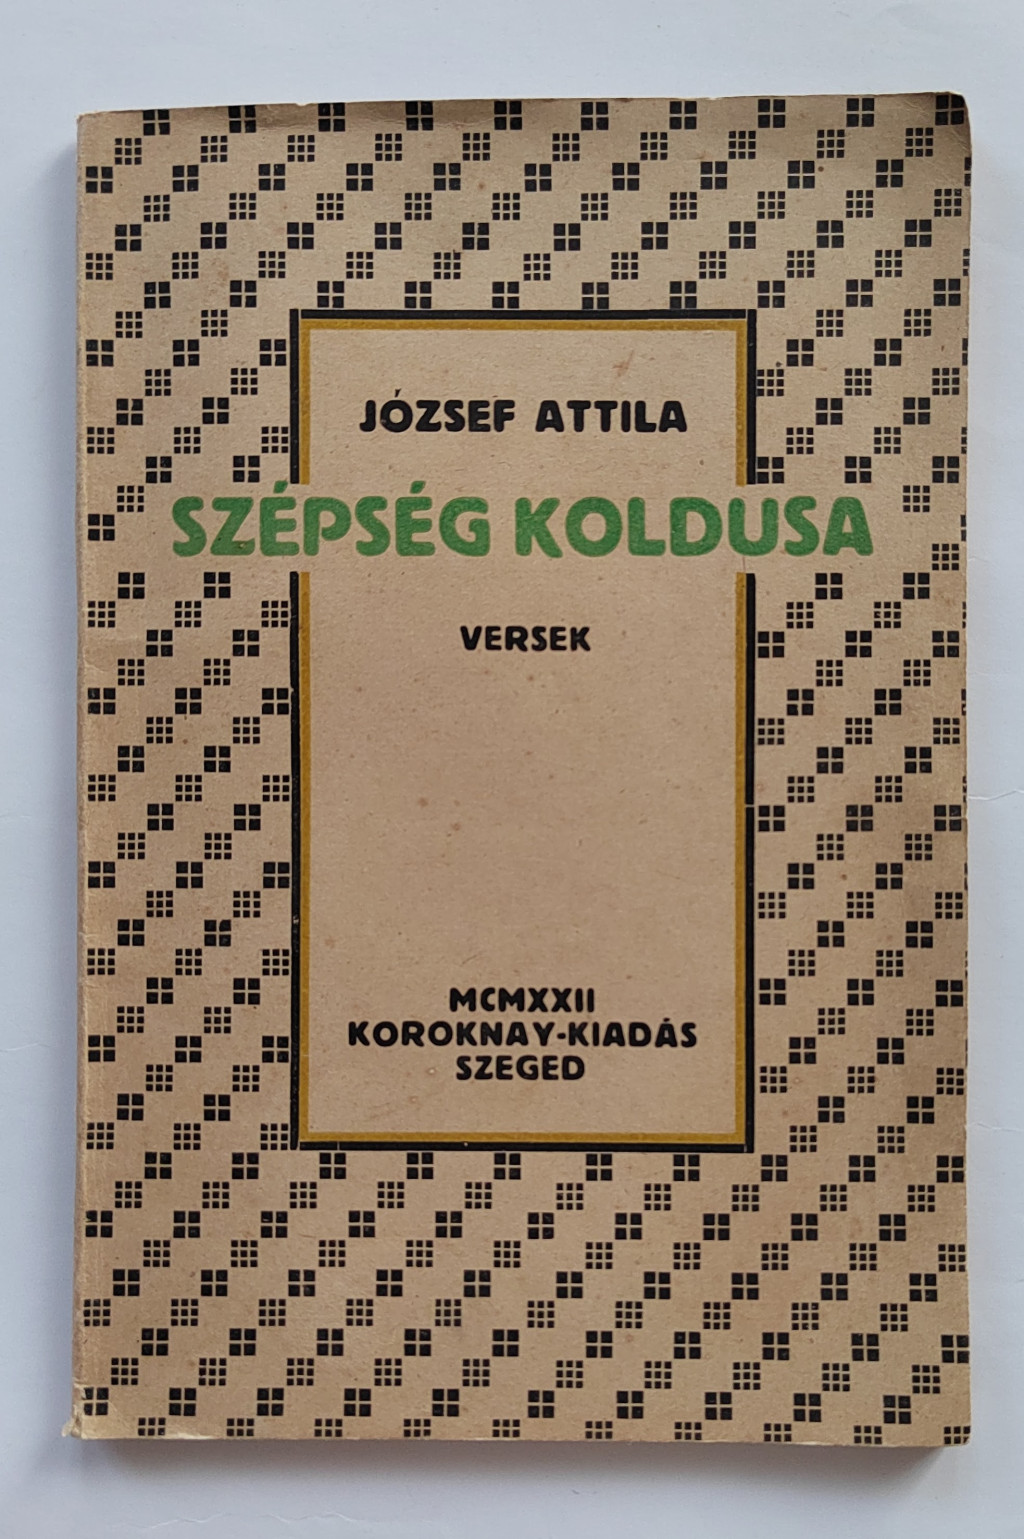 JÓZSEF ATTILA
SZÉPSÉG KOLDUSA
VERSEK
MCMXXII
KOROKNAY-KIADÁS
SZEGED